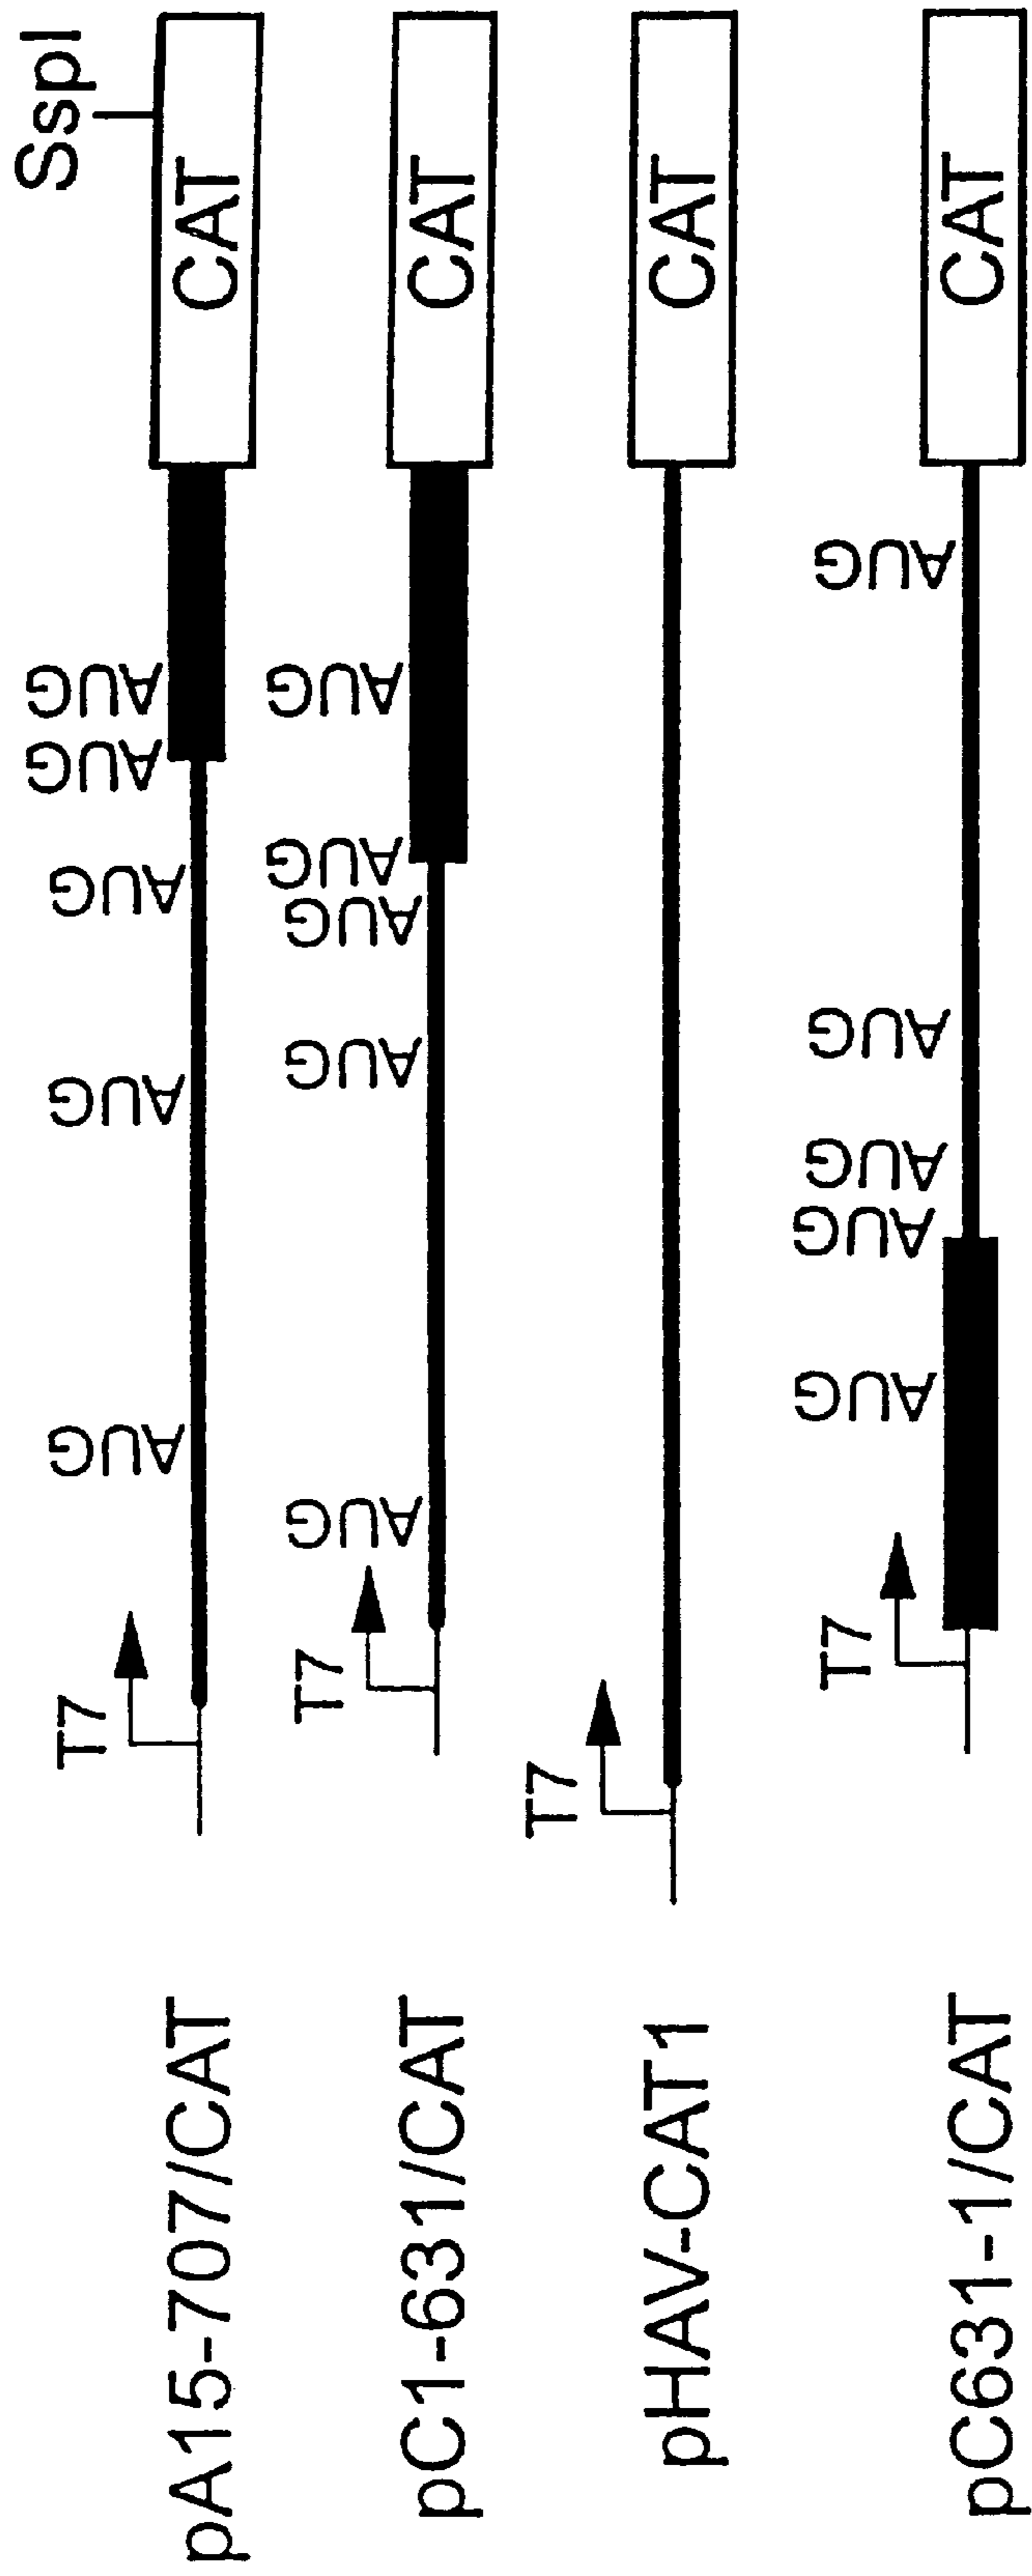 SspI
T7 AUG AUG AUG AUG AUG
pA15-707/CAT CAT
T7 AUG AUG AUG AUG AUG
pC1-631/CAT CAT
T7
pHAV-CAT1 CAT
T7 AUG AUG AUG AUG AUG
pC631-1/CAT CAT